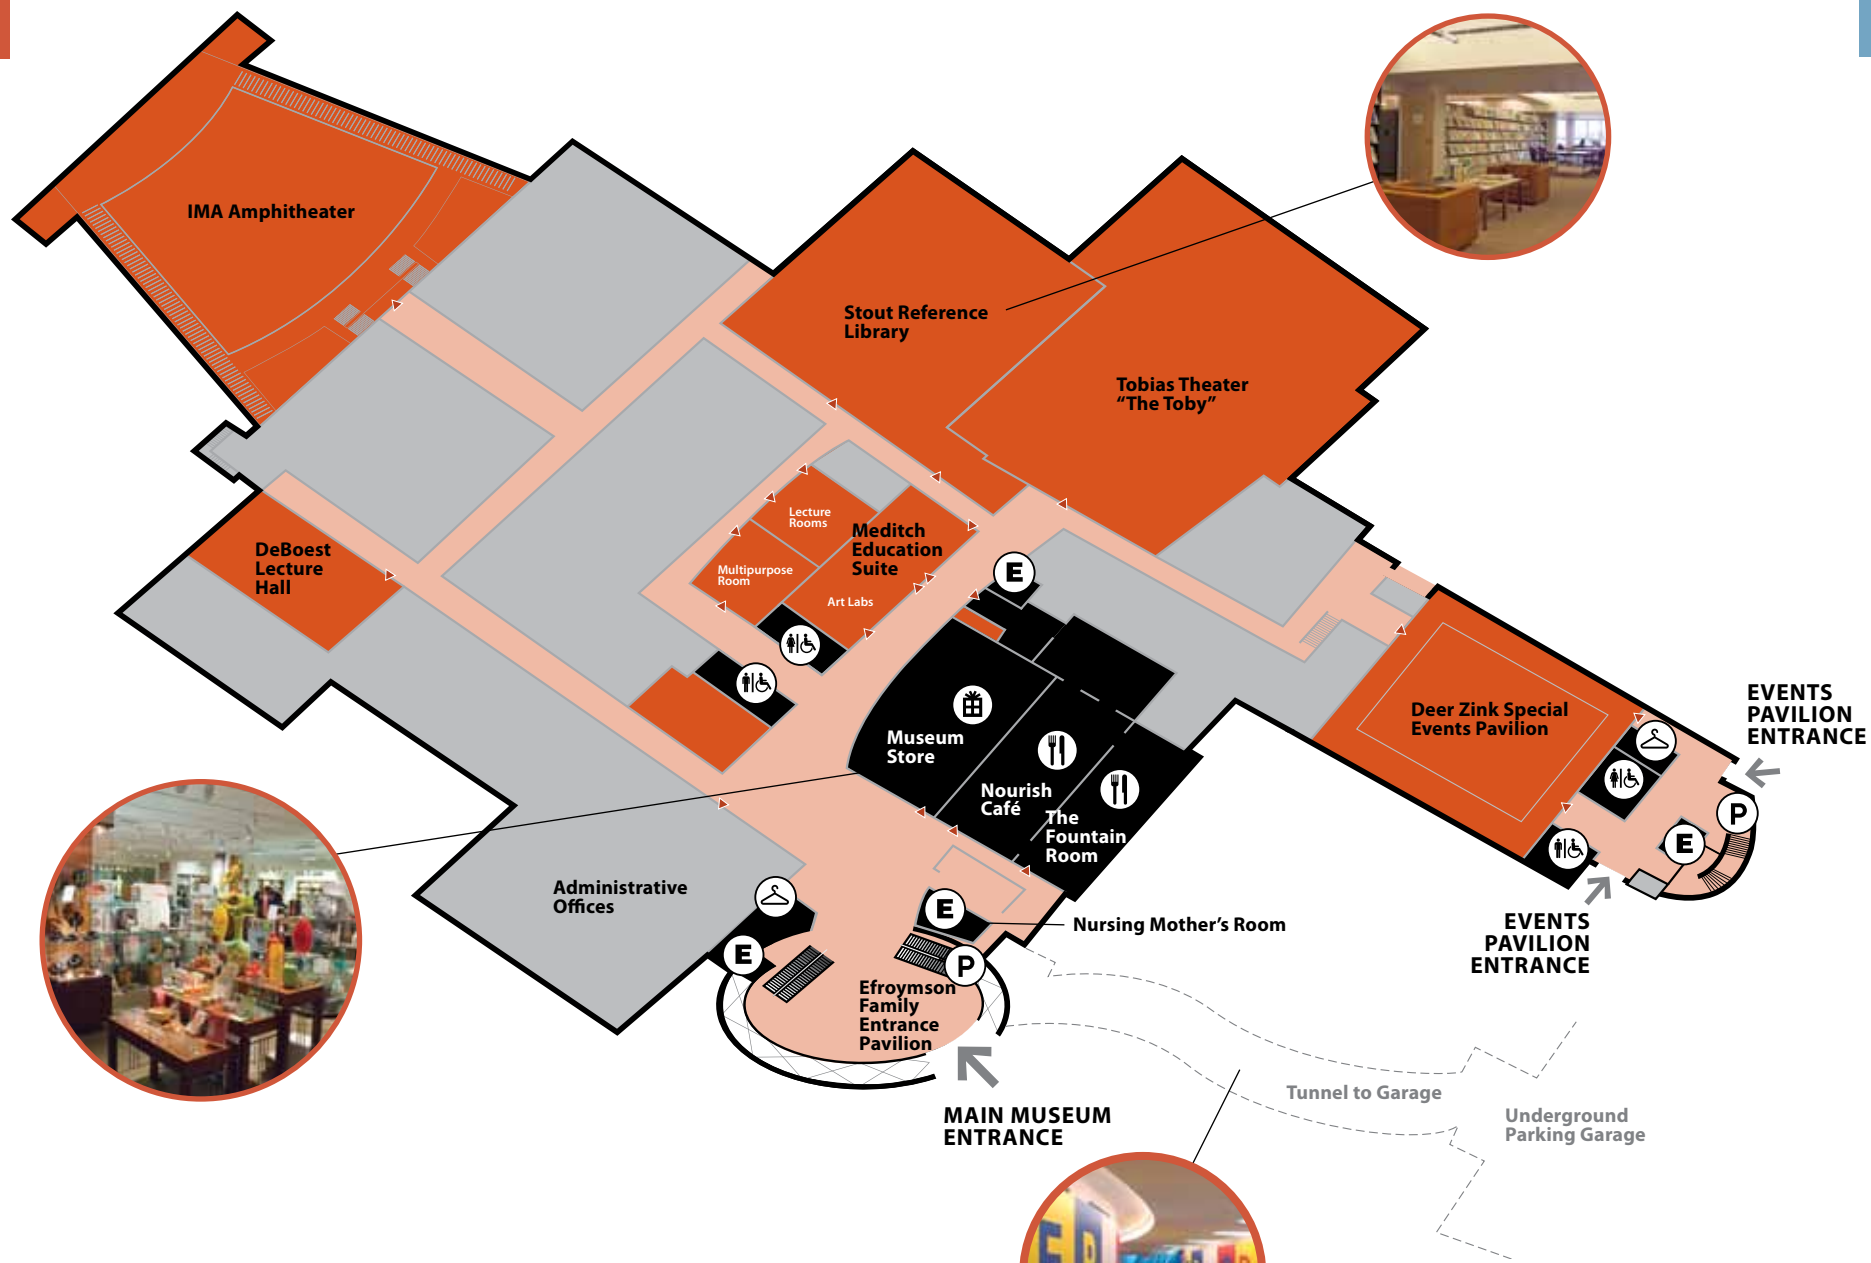 IMA Amphitheater
Stout Reference
Library
Tobias Theater
“The Toby”
Lecture
Rooms
Meditch
Education
Suite
Multipurpose
Room
Art Labs
DeBoest
Lecture
Hall
E
Museum
Store
Nourish
Café
The
Fountain
Room
Deer Zink Special
Events Pavilion
EVENTS
PAVILION
ENTRANCE
P
E
EVENTS
PAVILION
ENTRANCE
Administrative
Offices
E
Nursing Mother’s Room
E
P
Efroymson
Family
Entrance
Pavilion
MAIN MUSEUM
ENTRANCE
Tunnel to Garage
Underground
Parking Garage